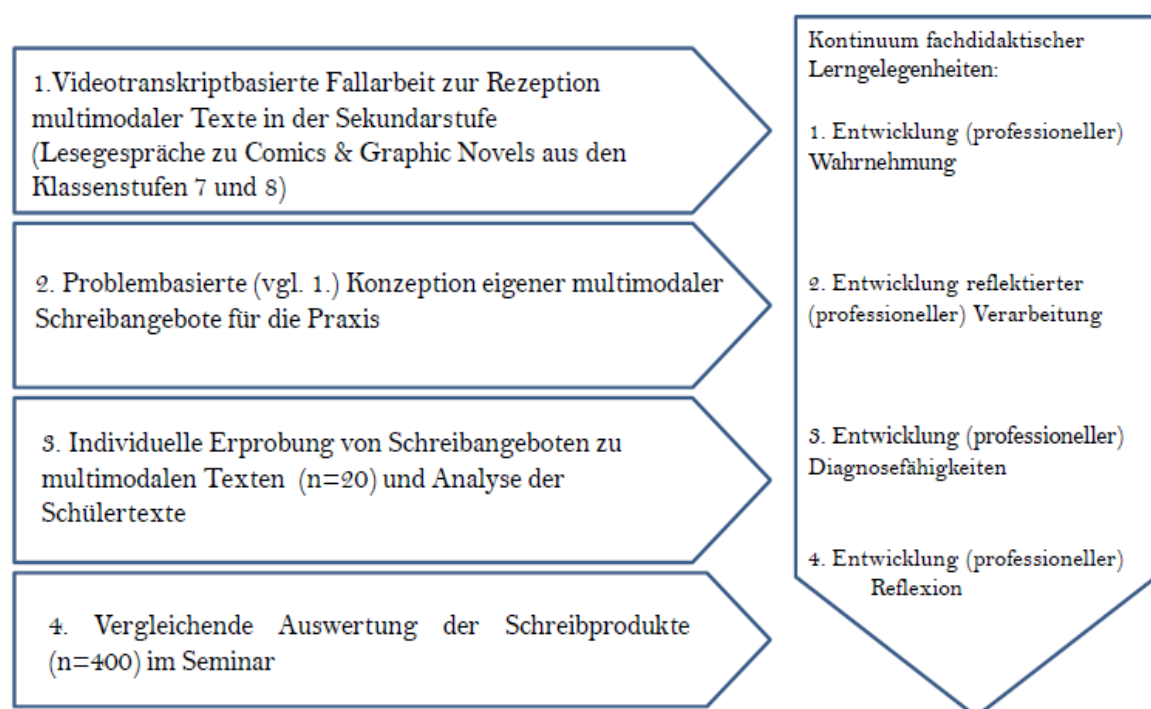 1.Videotranskriptbasierte Fallarbeit zur Rezeption
multimodaler Texte in der Sekundarstufe
(Lesegespräche zu Comics & Graphic Novels aus den
Klassenstufen 7 und 8)
2. Problembasierte (vgl. 1.) Konzeption eigener multimodaler
Schreibangebote für die Praxis
3. Individuelle Erprobung von Schreibangeboten zu
multimodalen Texten (n=20) und Analyse der
Schülertexte
4. Vergleichende Auswertung der Schreibprodukte
(n=400) im Seminar
Kontinuum fachdidaktischer
Lerngelegenheiten:
1. Entwicklung (professioneller)
Wahrnehmung
2. Entwicklung reflektierter
(professioneller) Verarbeitung
3. Entwicklung (professioneller)
Diagnosefähigkeiten
4. Entwicklung (professioneller)
Reflexion